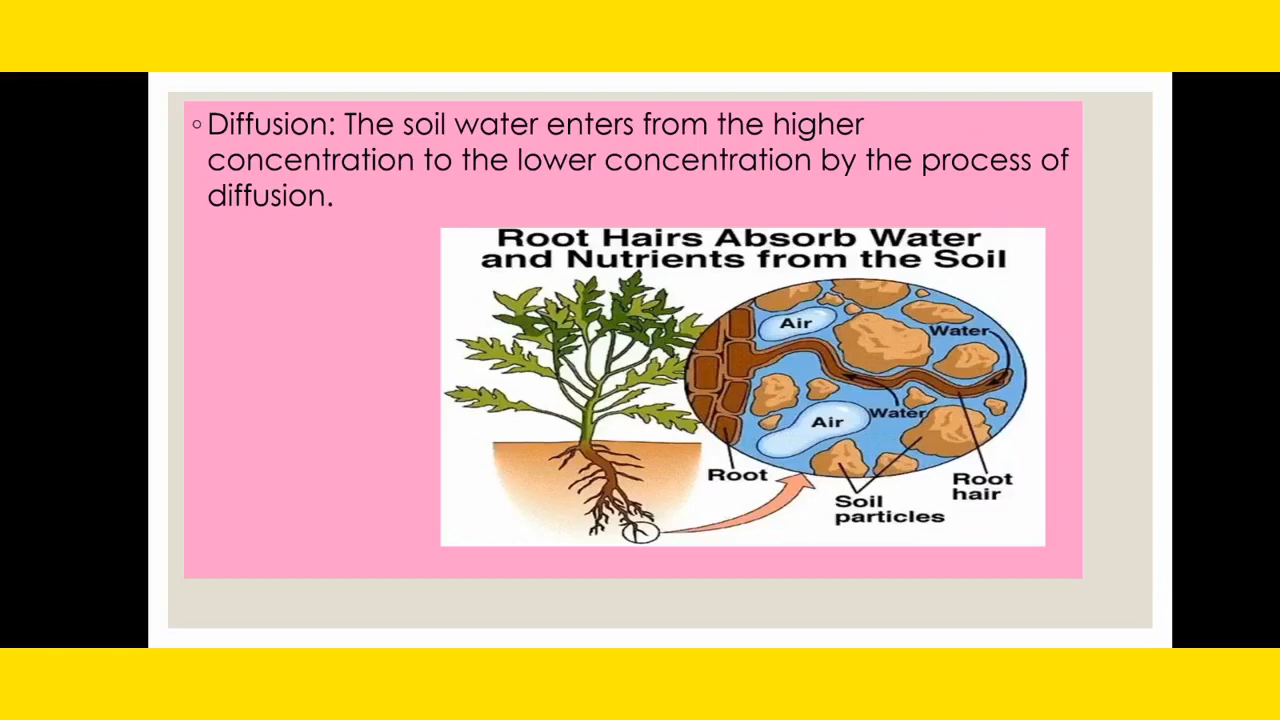 ◦ Diffusion: The soil water enters from the higher
concentration to the lower concentration by the process of
diffusion.
Root Hairs Absorb Water
and Nutrients from the Soil
Air
Water
Water
Air
Root
Root
hair
Soil
particles